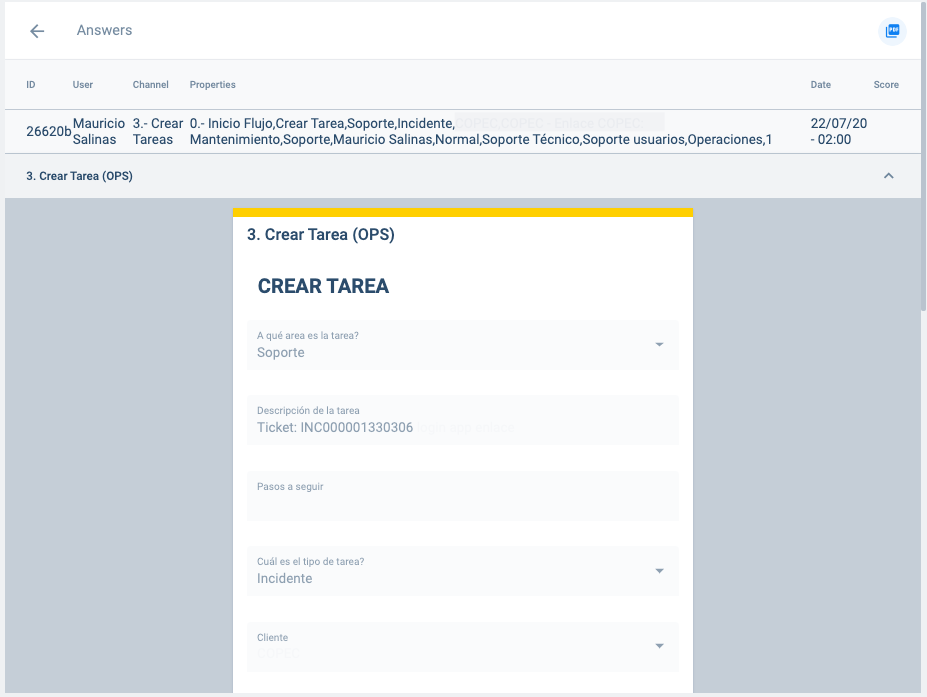 Answers
PDF
ID User Channel Properties Date Score
26620b Mauricio Salinas 3.- Crear Tareas 0.- Inicio Flujo,Crear Tarea,Soporte,Incidente, 22/07/20 - 02:00
Mantenimiento,Soporte,Mauricio Salinas,Normal,Soporte Técnico,Soporte usuarios,Operaciones,1
3. Crear Tarea (OPS)
3. Crear Tarea (OPS)
CREAR TAREA
A qué area es la tarea?
Soporte
Descripción de la tarea
Ticket: INC000001330306
Pasos a seguir
Cuál es el tipo de tarea?
Incidente
Cliente